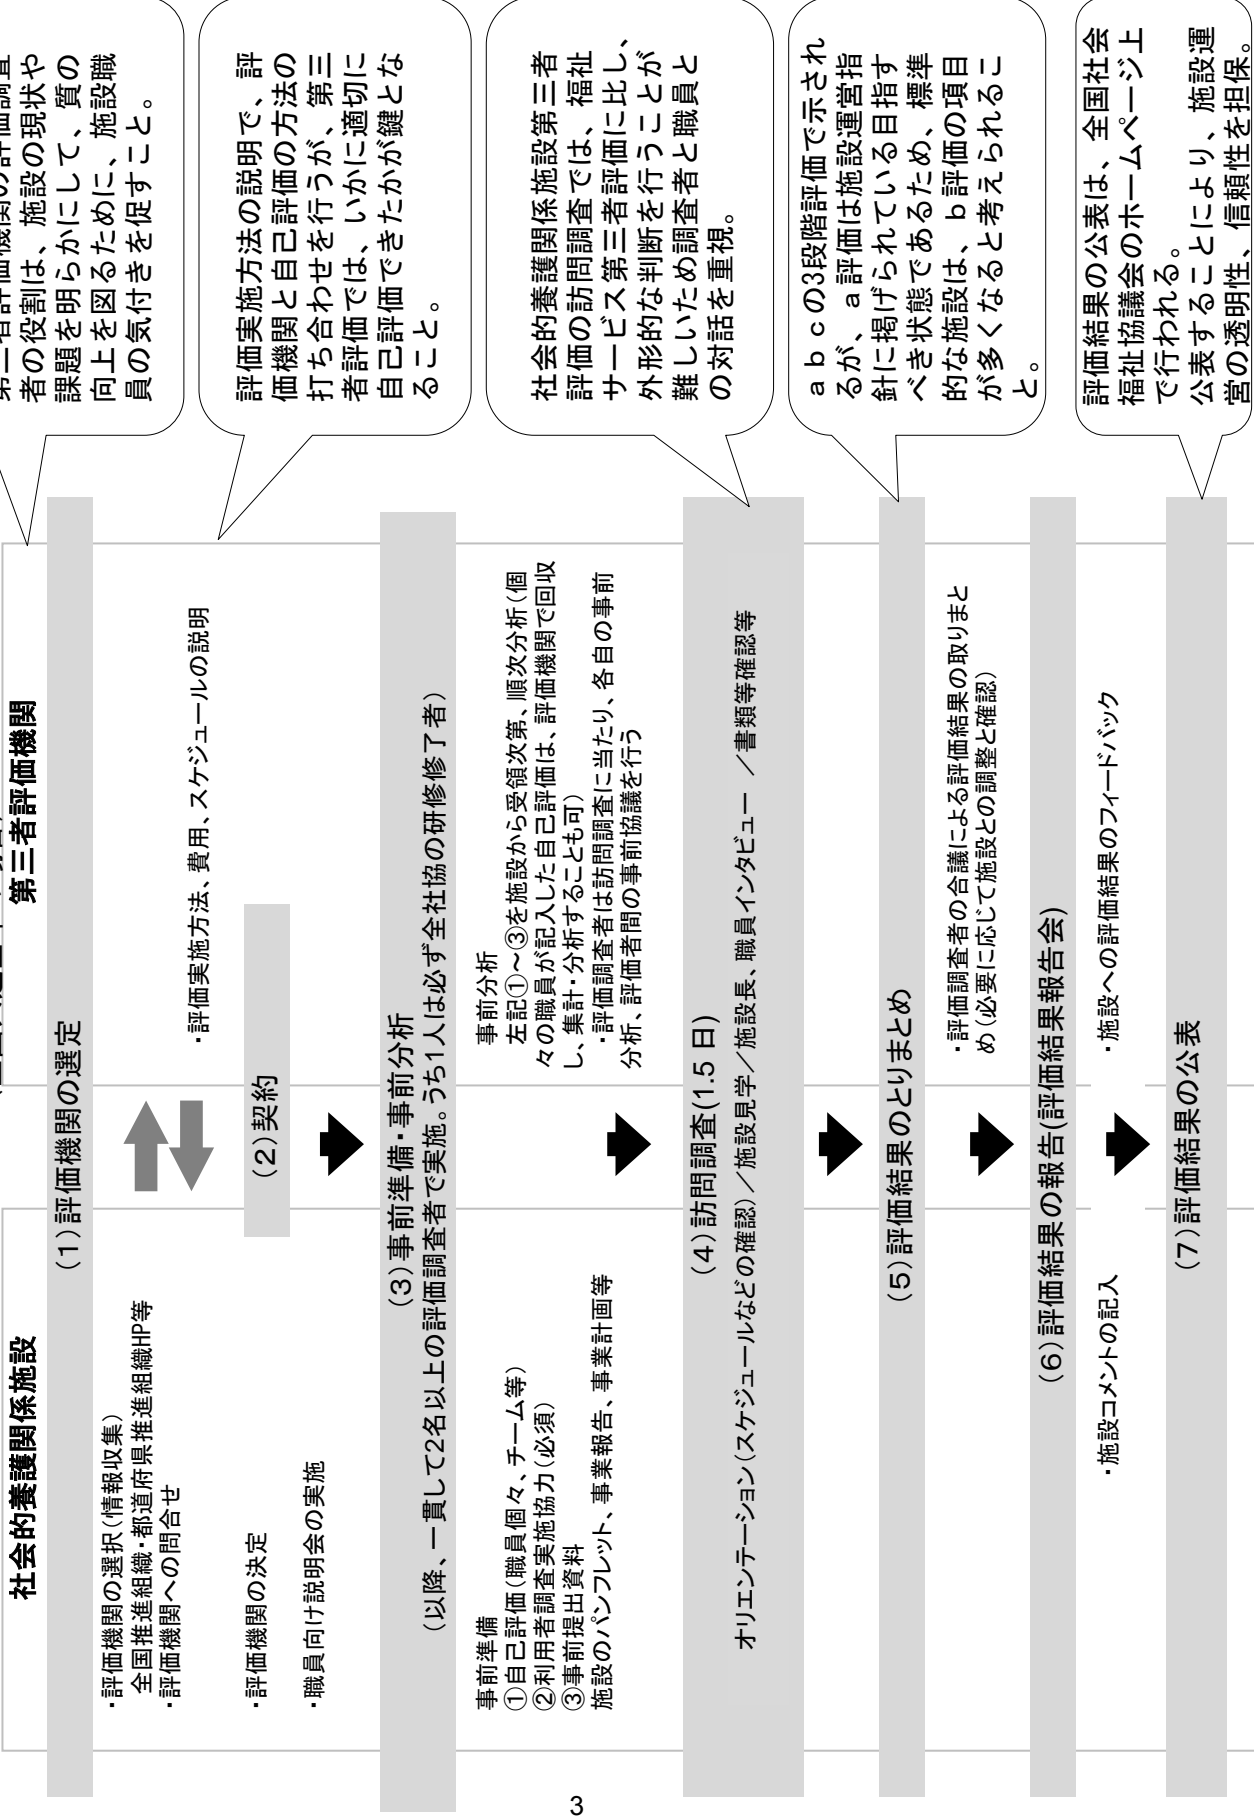 社会的養護関係施設
第三者評価機関
(1)評価機関の選定
・評価機関の選択(情報収集)
全国推進組織・都道府県推進組織HP等
・評価機関への問合せ
・評価実施方法、費用、スケジュールの説明
・評価機関の決定
(2)契約
・職員向け説明会の実施
(3)事前準備・事前分析
(以降、一貫して2名以上の評価調査者で実施。うち1人は必ず全社協の研修修了者)
事前準備
①自己評価(職員個々、チーム等)
②利用者調査実施協力(必須)
③事前提出資料
施設のパンフレット、事業報告、事業計画等
事前分析
左記①~③を施設から受領次第、順次分析(個
々の職員が記入した自己評価は、評価機関で回収
し、集計・分析することも可)
・評価調査者は訪問調査に当たり、各自の事前
分析、評価者間の事前協議を行う
(4)訪問調査(1.5 日)
オリエンテーション(スケジュールなどの確認)/施設見学/施設長、職員インタビュー /書類等確認等
(5)評価結果のとりまとめ
・評価調査者の合議による評価結果の取りまと
め(必要に応じて施設との調整と確認)
(6)評価結果の報告(評価結果報告会)
・施設コメントの記入
・施設への評価結果のフィードバック
(7)評価結果の公表
者の役割は、施設の現状や
課題を明らかにして、質の
向上を図るために、施設職
員の気付きを促すこと。
評価実施方法の説明で、評
価機関と自己評価の方法の
打ち合わせを行うが、第三
者評価では、いかに適切に
自己評価できたかが鍵とな
ること。
社会的養護関係施設第三者
評価の訪問調査では、福祉
サービス第三者評価に比し、
外形的な判断を行うことが
難しいため調査者と職員と
の対話を重視。
abcの3段階評価で示され
るが、a評価は施設運営指
針に掲げられている目指す
べき状態であるため、標準
的な施設は、b評価の項目
が多くなると考えられるこ
と。
評価結果の公表は、全国社会
福祉協議会のホームページ上
で行われる。
公表することにより、施設運
営の透明性、信頼性を担保。
3